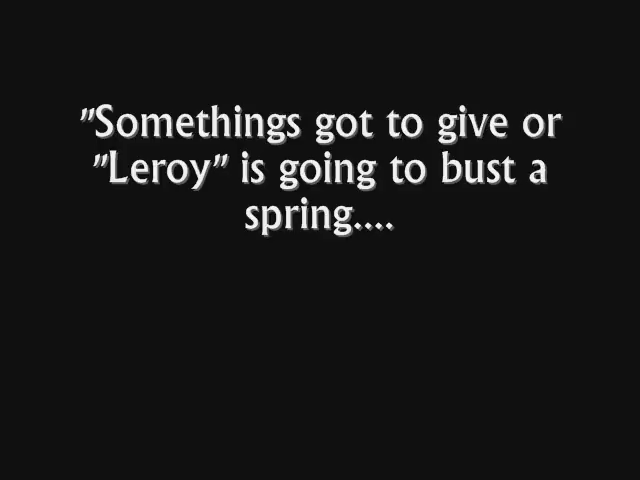 "Somethings got to give or
"Leroy" is going to bust a
spring....